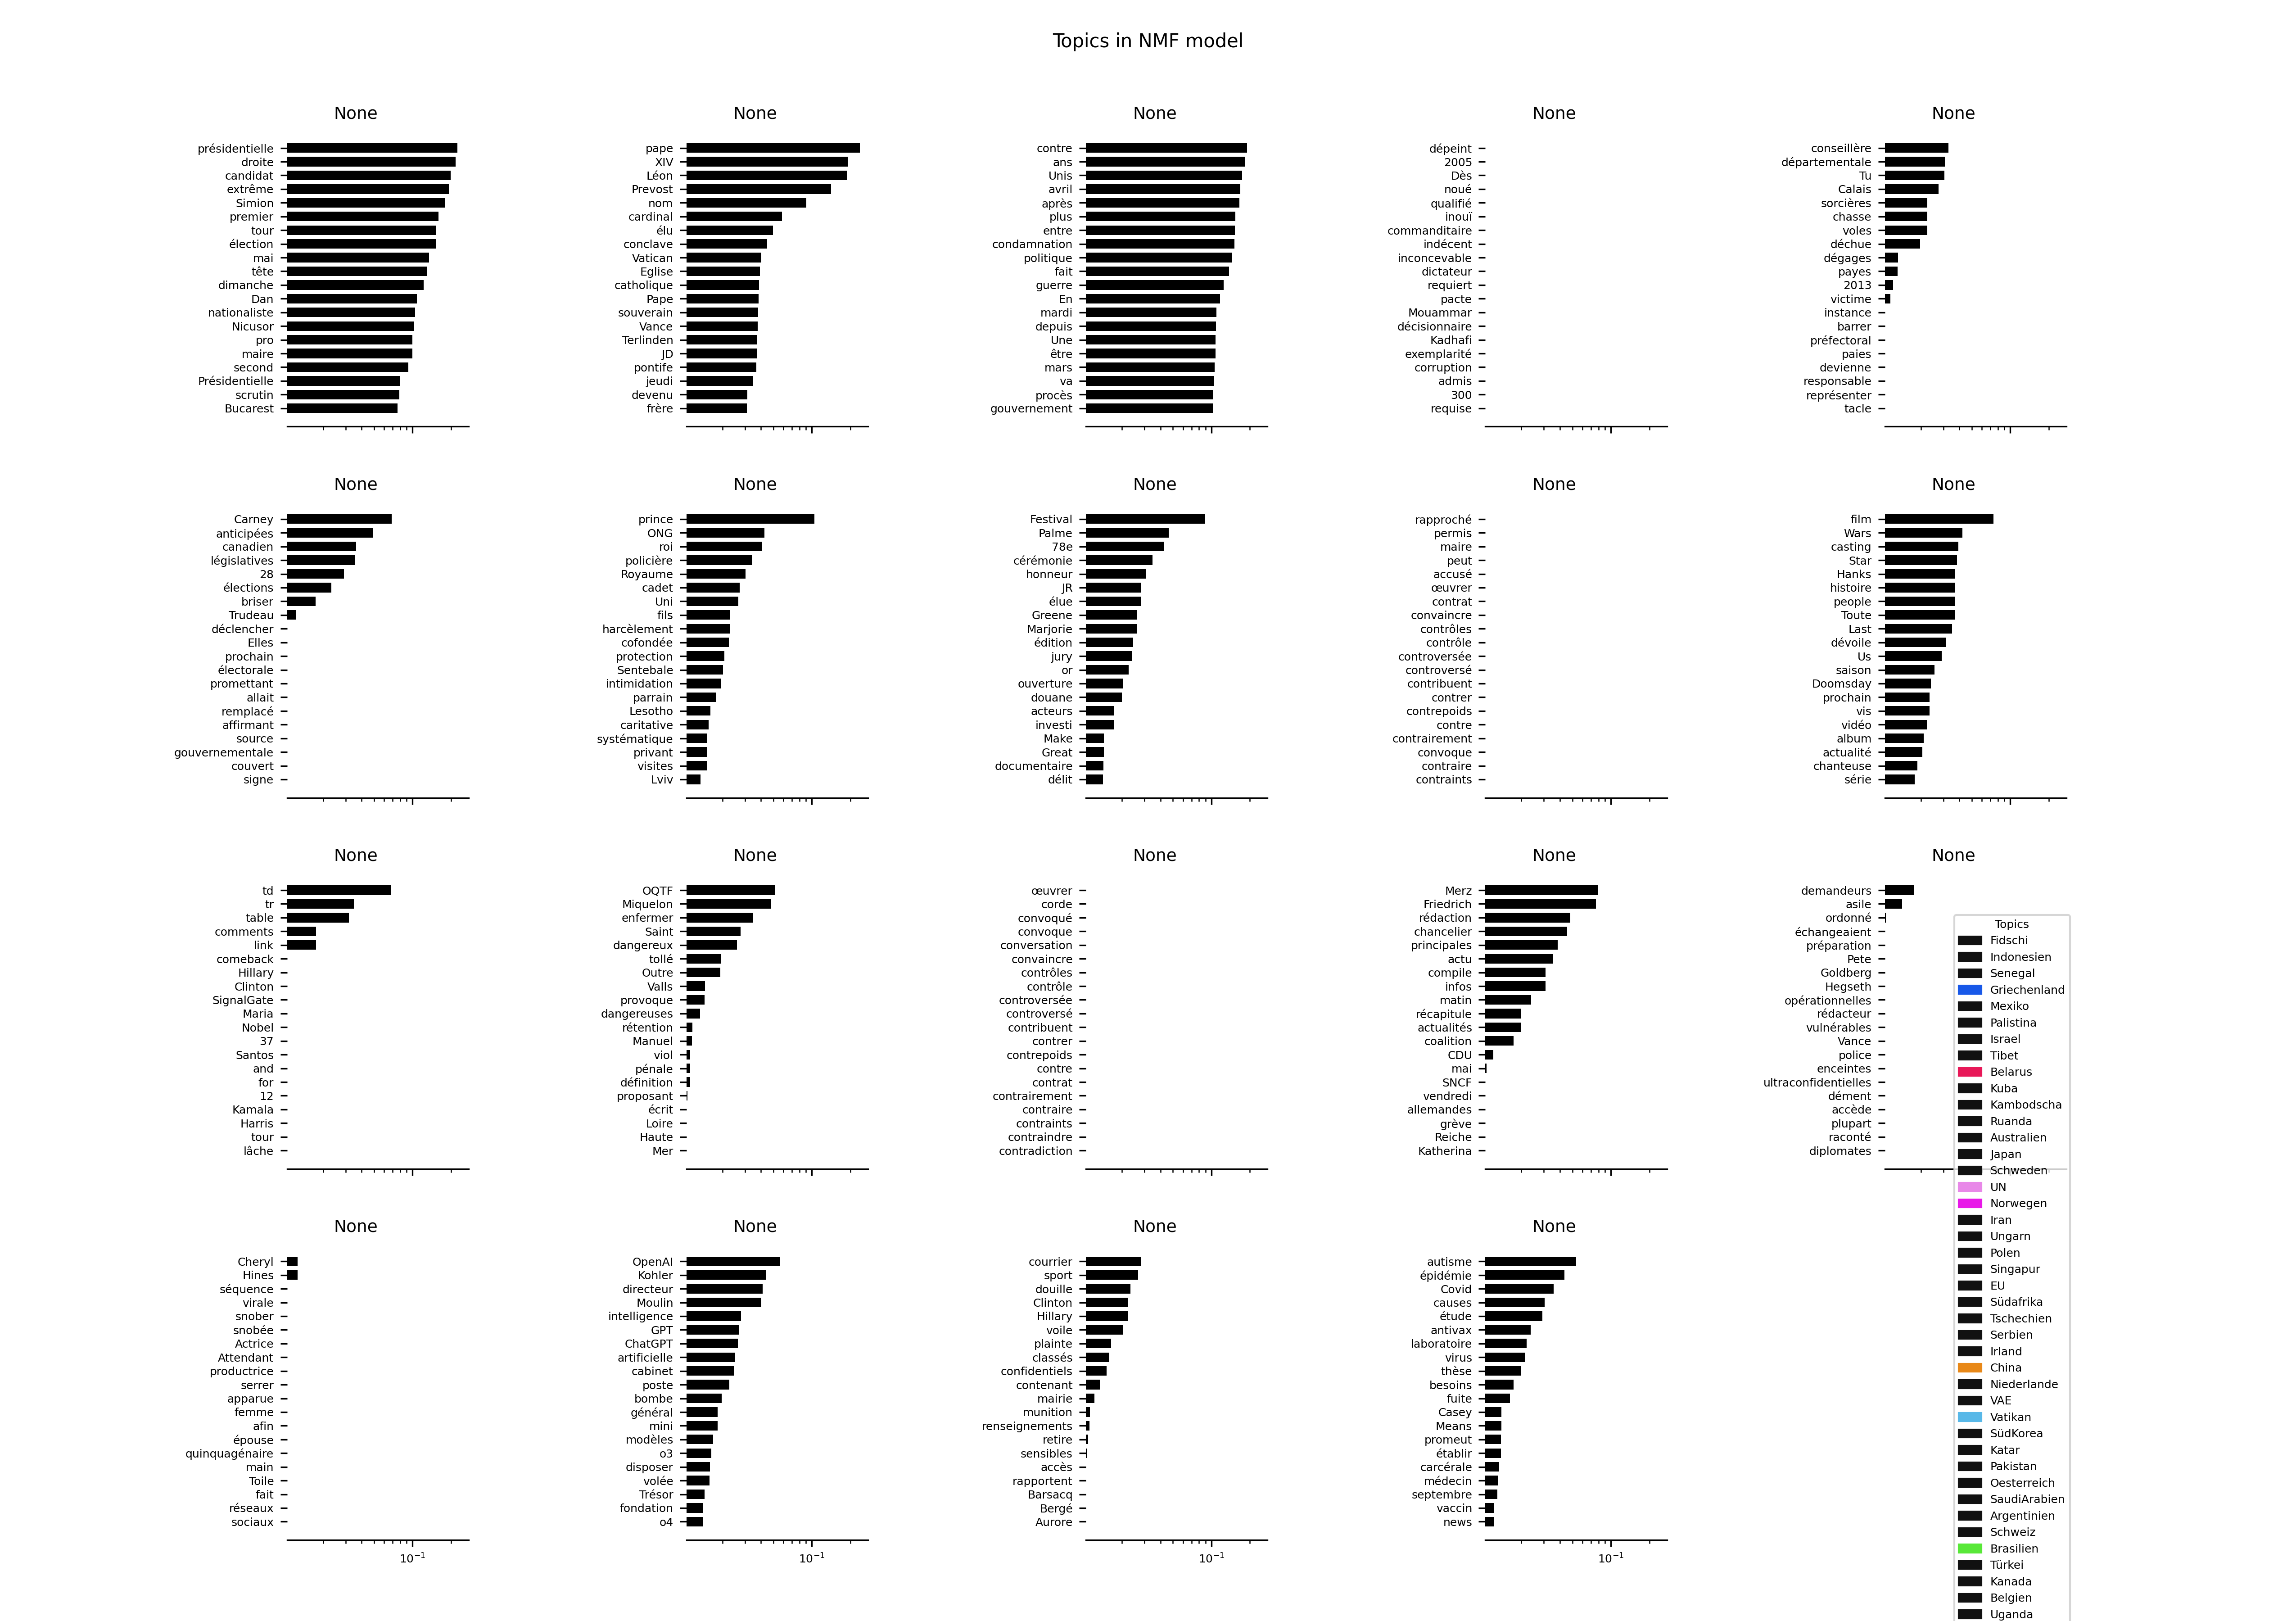 Topics in NMF model
None
présidentielle
droite
candidat
extrême
Simion
premier
tour
élection
mai
tête
dimanche
Dan
nationaliste
Nicusor
pro
maire
second
Présidentielle
scrutin
Bucarest
None
pape
XIV
Léon
Prevost
nom
cardinal
élu
conclave
Vatican
Eglise
catholique
Pape
souverain
Vance
Terlinden
JD
pontife
jeudi
devenu
frère
None
contre
ans
Unis
avril
après
plus
entre
condamnation
politique
fait
guerre
En
mardi
depuis
Une
être
mars
va
procès
gouvernement
None
dépeint
2005
Dès
noué
qualifié
inouï
commanditaire
indécent
inconcevable
dictateur
requiert
pacte
Mouammar
décisionnaire
Kadhafi
exemplarité
corruption
admis
300
requise
None
conseillère
départementale
Tu
Calais
sorcières
chasse
voles
déchue
dégages
payes
2013
victime
instance
barrer
préfectoral
paies
devienne
responsable
représenter
tacle
None
Carney
anticipées
canadien
législatives
28
élections
briser
Trudeau
déclencher
Elles
prochain
électorale
promettant
allait
remplacé
affirmant
source
gouvernementale
couvert
signe
None
prince
ONG
roi
policière
Royaume
cadet
Uni
fils
harcèlement
cofondée
protection
Sentebale
intimidation
parrain
Lesotho
caritative
systématique
privant
visites
Lviv
None
Festival
Palme
78e
cérémonie
honneur
JR
élue
Greene
Marjorie
édition
jury
or
ouverture
douane
acteurs
investi
Make
Great
documentaire
délit
None
rapproché
permis
maire
peut
accusé
œuvrer
contrat
convaincre
contrôles
contrôle
controversée
controversé
contribuent
contrer
contrepoids
contre
contrairement
convoque
contraire
contraints
None
film
Wars
casting
Star
Hanks
histoire
people
Toute
Last
dévoile
Us
saison
Doomsday
prochain
vis
vidéo
album
actualité
chanteuse
série
None
td
tr
table
comments
link
comeback
Hillary
Clinton
SignalGate
Maria
Nobel
37
Santos
and
for
12
Kamala
Harris
tour
lâche
None
OQTF
Miquelon
enfermer
Saint
dangereux
tollé
Outre
Valls
provoque
dangereuses
rétention
Manuel
viol
pénale
définition
proposant
écrit
Loire
Haute
Mer
None
œuvrer
corde
convoqué
convoque
conversation
convaincre
contrôles
contrôle
controversée
controversé
contribuent
contrer
contrepoids
contre
contrat
contrairement
contraire
contraints
contraindre
contradiction
None
Merz
Friedrich
rédaction
chancelier
principales
actu
compile
infos
matin
récapitule
actualités
coalition
CDU
mai
SNCF
vendredi
allemandes
grève
Reiche
Katherina
None
demandeurs
asile
ordonné
échangeaient
préparation
Pete
Goldberg
Hegseth
opérationnelles
rédacteur
vulnérables
Vance
police
enceintes
ultraconfidentielles
dément
accède
plupart
raconté
diplomates
None
Cheryl
Hines
séquence
virale
snober
snobée
Actrice
Attendant
productrice
serrer
apparue
femme
afin
épouse
quinquagénaire
main
Toile
fait
réseaux
sociaux
10⁻¹
None
OpenAI
Kohler
directeur
Moulin
intelligence
GPT
ChatGPT
artificielle
cabinet
poste
bombe
général
mini
modèles
o3
disposer
volée
Trésor
fondation
o4
10⁻¹
None
courrier
sport
douille
Clinton
Hillary
voile
plainte
classés
confidentiels
contenant
mairie
munition
renseignements
retire
sensibles
accès
rapportent
Barsacq
Bergé
Aurore
10⁻¹
None
autisme
épidémie
Covid
causes
étude
antivax
laboratoire
virus
thèse
besoins
fuite
Casey
Means
promeut
établir
carcérale
médecin
septembre
vaccin
news
10⁻¹
Topics
Fidschi
Indonesien
Senegal
Griechenland
Mexiko
Palistina
Israel
Tibet
Belarus
Kuba
Kambodscha
Ruanda
Australien
Japan
Schweden
UN
Norwegen
Iran
Ungarn
Polen
Singapur
EU
Südafrika
Tschechien
Serbien
Irland
China
Niederlande
VAE
Vatikan
SüdKorea
Katar
Pakistan
Oesterreich
SaudiArabien
Argentinien
Schweiz
Brasilien
Türkei
Kanada
Belgien
Uganda